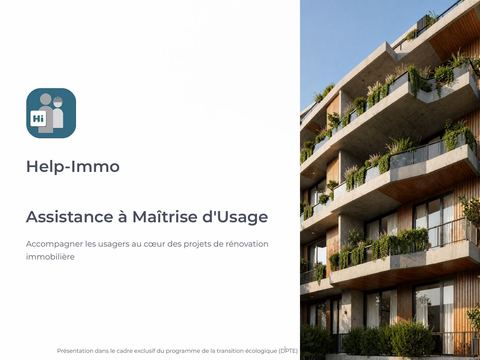 Hi
Help-Immo
Assistance à Maîtrise d'Usage
Accompagner les usagers au cœur des projets de rénovation
immobilière
Présentation dans le cadre exclusif du programme de la transition écologique (DPTE)